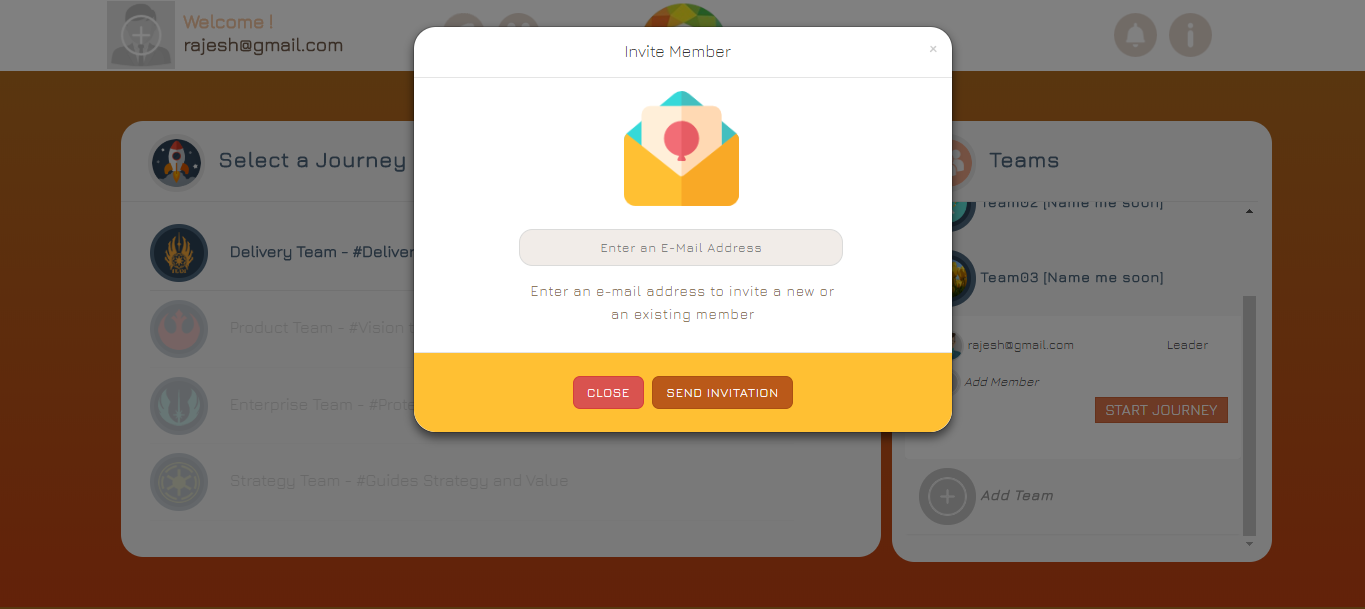 Welcome !
rajesh@gmail.com
Invite Member
×
Enter an E-Mail Address
Enter an e-mail address to invite a new or
an existing member
CLOSE
SEND INVITATION
Select a Journey
Delivery Team - #Deliver
Product Team - #Vision
Enterprise Team - #Prote
Strategy Team - #Guides Strategy and Value
Teams
Team02 [Name me soon]
Team03 [Name me soon]
rajesh@gmail.com Leader
Add Member
START JOURNEY
Add Team